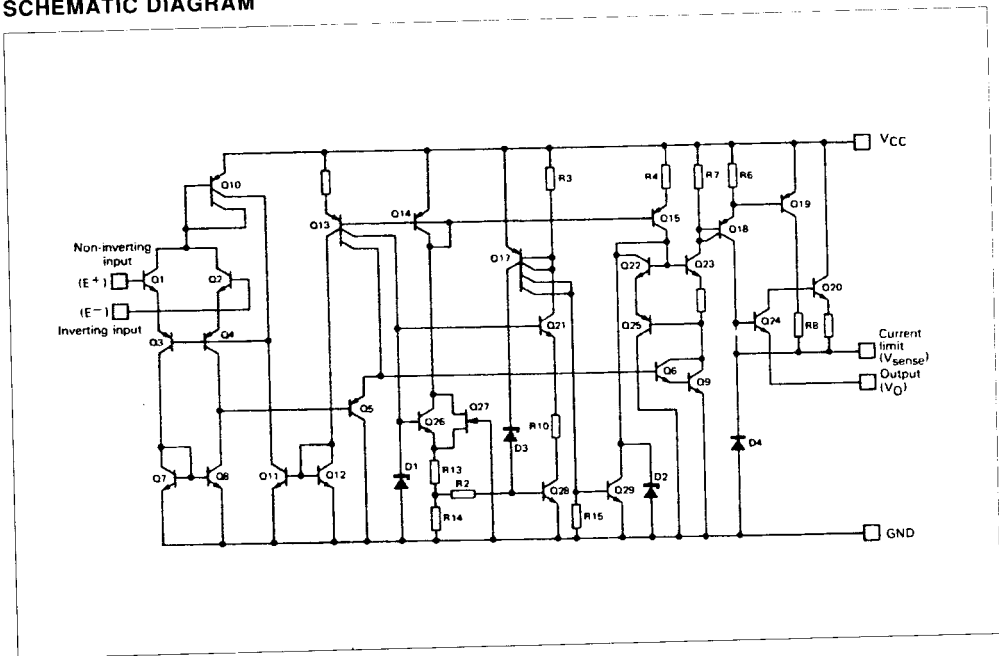 SCHEMATIC DIAGRAM
VCC
Q10
R3
R4
R7
R6
Q13
Q14
Q15
Q19
Q18
Non-inverting
input
(E+)
Q1
Q2
Q17
Q22
Q23
(E−)
Inverting input
Q20
Q3
Q4
Q21
Q25
Q24
R8
Current
limit
(Vsense)
Output
(VO)
Q5
Q6
Q9
Q26
Q27
R10
D3
D4
Q7
Q8
Q11
Q12
D1
R13
R2
Q28
Q29
D2
R14
R15
GND